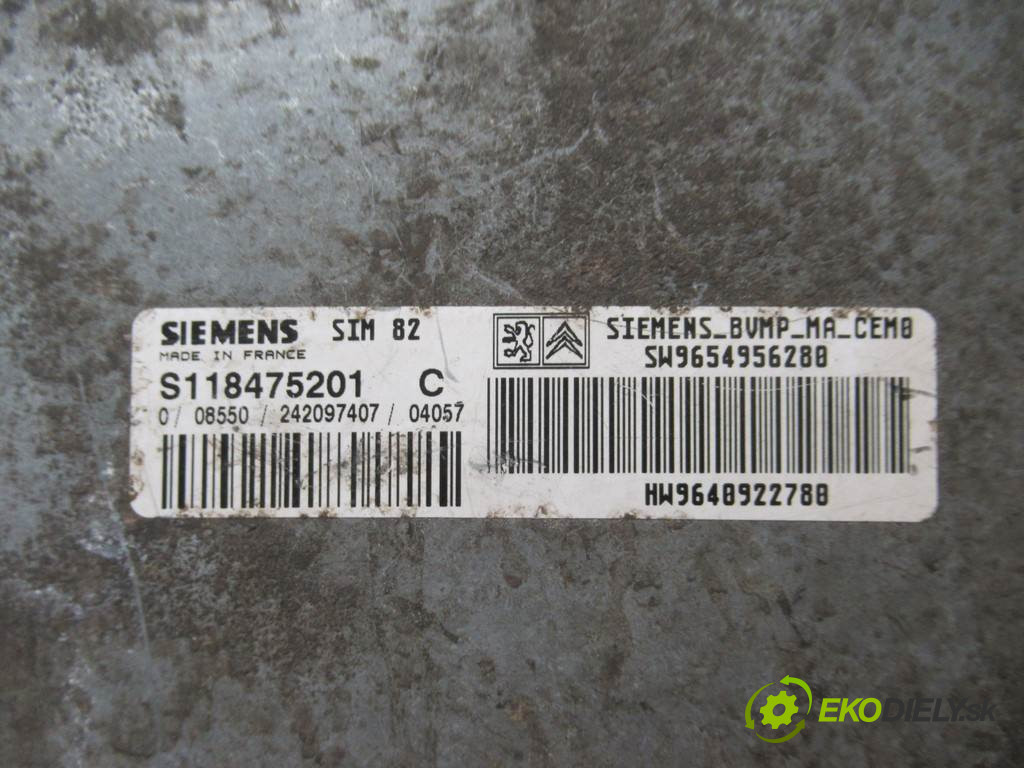 SIEMENS SIM 82
MADE IN FRANCE
S118475201 C
0/ 08550 / 242097407 / 04057
SIEMENS_BVMP_MA_CEM0
SW9654956280
HW9640922780
EKODIELY.sk